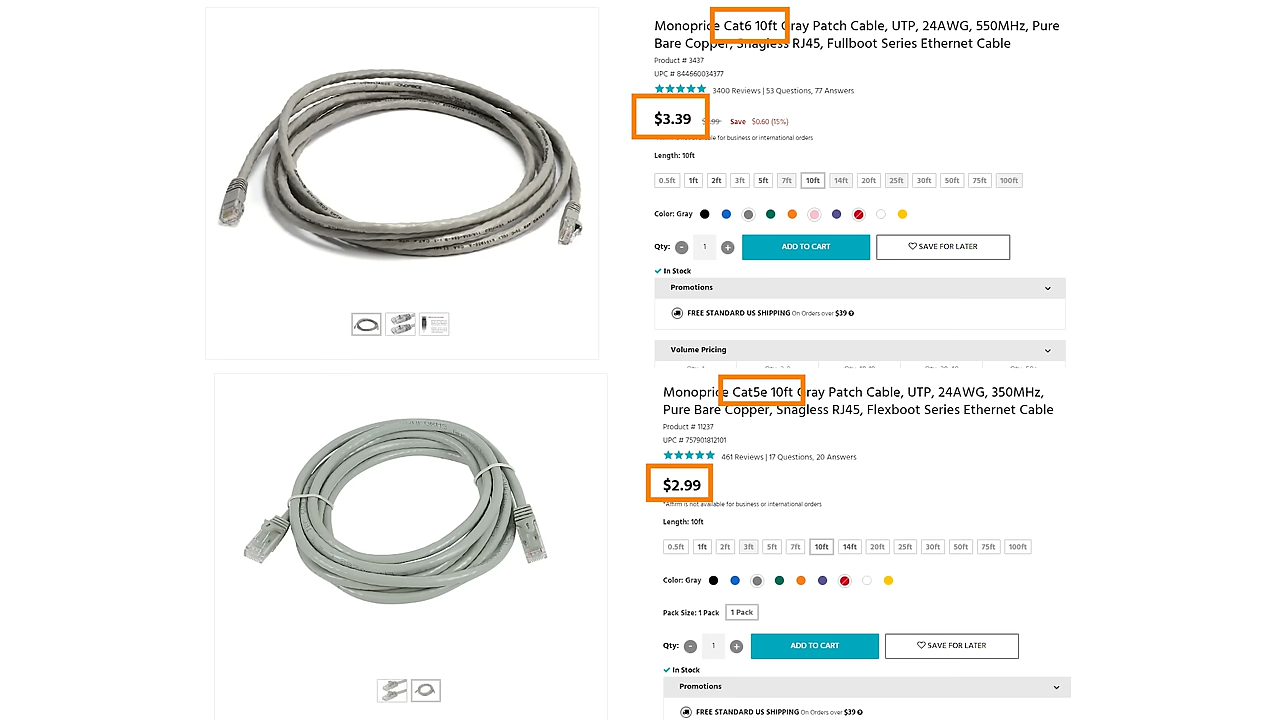 Monoprice Cat6 10ft Gray Patch Cable, UTP, 24AWG, 550MHz, Pure
Bare Copper, Snagless RJ45, Fullboot Series Ethernet Cable
Product # 3437
UPC # 844660034377
3400 Reviews | 53 Questions, 77 Answers
$3.39
Save $0.60 (15%)
for business or international orders
Length: 10ft
0.5ft 1ft 2ft 3ft 5ft 7ft 10ft 14ft 20ft 25ft 30ft 50ft 75ft 100ft
Color: Gray
Qty: - 1 + ADD TO CART SAVE FOR LATER
In Stock
Promotions
FREE STANDARD US SHIPPING On Orders over $39
Volume Pricing
Monoprice Cat5e 10ft Gray Patch Cable, UTP, 24AWG, 350MHz,
Pure Bare Copper, Snagless RJ45, Flexboot Series Ethernet Cable
Product # 11237
UPC # 757901812101
461 Reviews | 17 Questions, 20 Answers
$2.99
*Affirm is not available for business or international orders
Length: 10ft
0.5ft 1ft 2ft 3ft 5ft 7ft 10ft 14ft 20ft 25ft 30ft 50ft 75ft 100ft
Color: Gray
Pack Size: 1 Pack 1 Pack
Qty: - 1 + ADD TO CART SAVE FOR LATER
In Stock
Promotions
FREE STANDARD US SHIPPING On Orders over $39